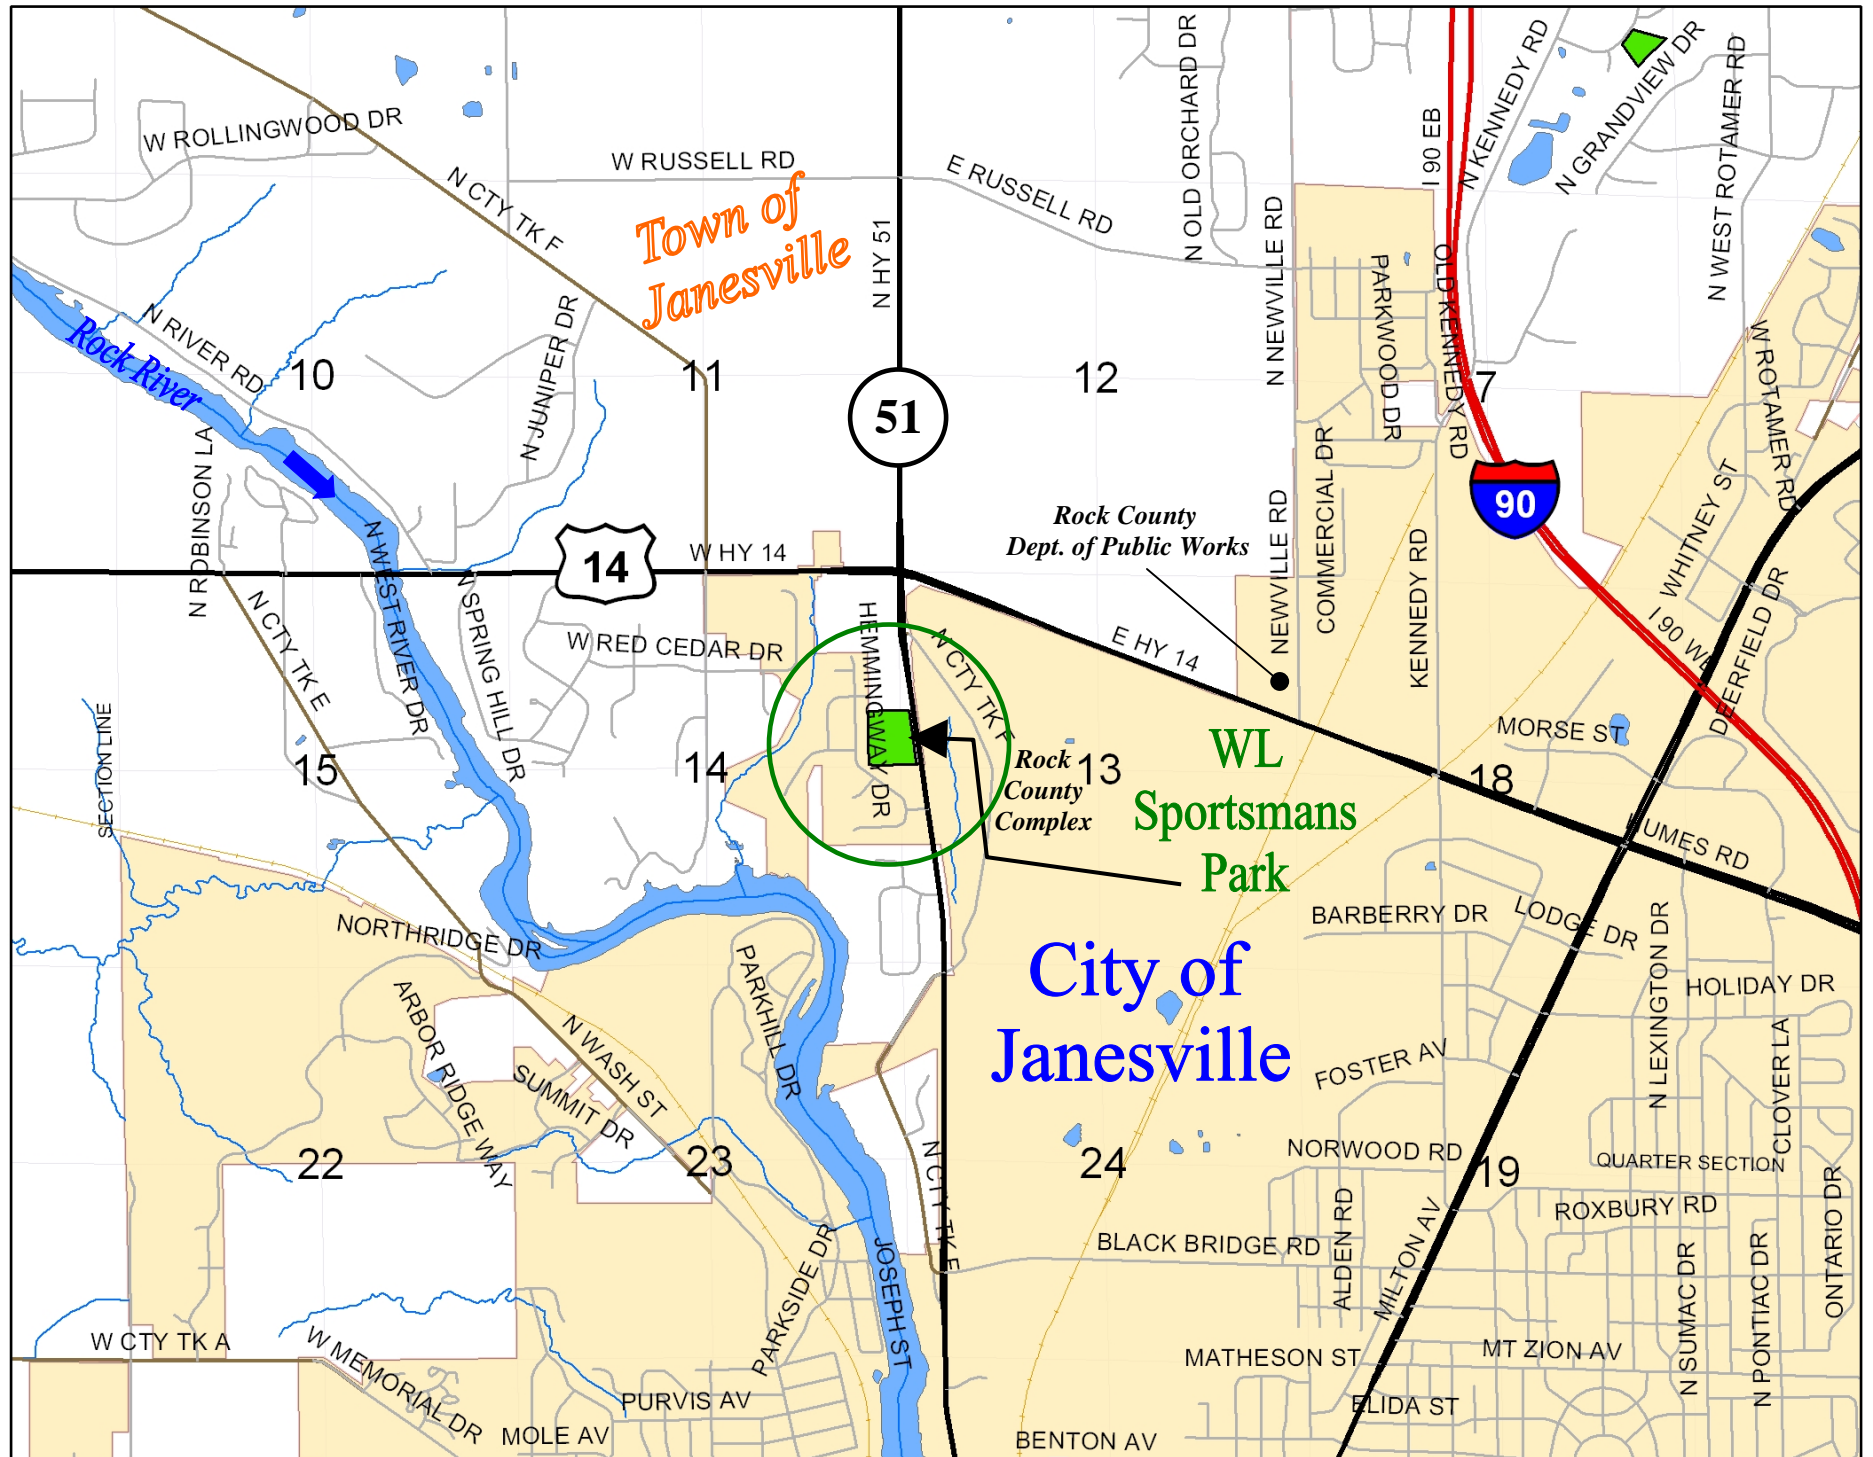 W ROLLINGWOOD DR
W RUSSELL RD
E RUSSELL RD
N OLD ORCHARD DR
I 90 EB
N KENNEDY RD
N GRANDVIEW DR
N WEST ROTAMER RD
N CTY TK F
Town of
Janesville
N HY 51
N NEWVILLE RD
PARKWOOD DR
OLD KENNEDY RD
W ROTAMER RD
Rock River
N RIVER RD
N JUNIPER DR
10
11
12
7
51
N ROBINSON LA
COMMERCIAL DR
WHITNEY ST
90
Rock County
Dept. of Public Works
NEWVILLE RD
KENNEDY RD
14
W HY 14
N WEST RIVER DR
N SPRING HILL DR
N CTY TK E
W RED CEDAR DR
HEMMINGWAY DR
N CTY TK F
E HY 14
I 90 WB
DEERFIELD DR
SECTION LINE
15
14
Rock
County
Complex
13
WL
Sportsmans
Park
MORSE ST
18
HUMES RD
NORTHRIDGE DR
BARBERRY DR
LODGE DR
N LEXINGTON DR
HOLIDAY DR
PARKHILL DR
City of
Janesville
ARBOR RIDGE WAY
N WASH ST
SUMMIT DR
FOSTER AV
CLOVER LA
22
23
24
19
NORWOOD RD
QUARTER SECTION
ROXBURY RD
ONTARIO DR
N CTY TK F
BLACK BRIDGE RD
ALDEN RD
MILTON AV
N SUMAC DR
N PONTIAC DR
PARKSIDE DR
JOSEPH ST
W CTY TK A
W MEMORIAL DR
MATHESON ST
MT ZION AV
PURVIS AV
ELIDA ST
MOLE AV
BENTON AV